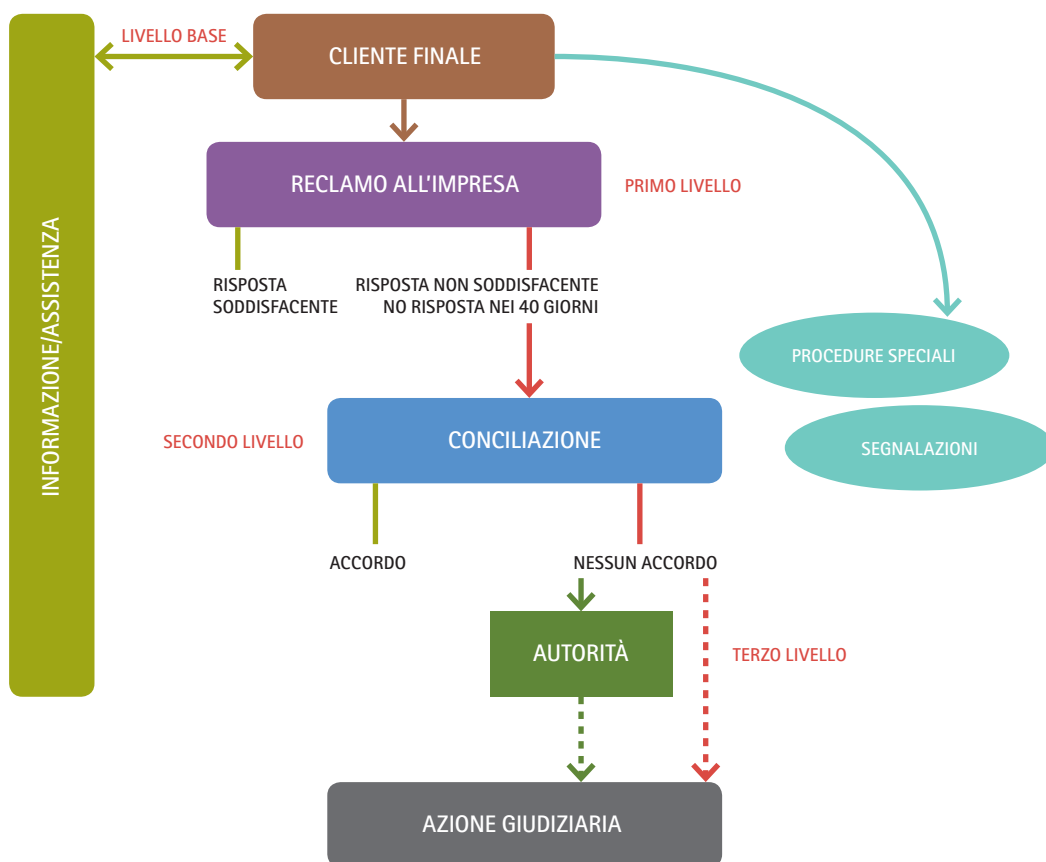 LIVELLO BASE
CLIENTE FINALE
RECLAMO ALL'IMPRESA
PRIMO LIVELLO
RISPOSTA
SODDISFACENTE
RISPOSTA NON SODDISFACENTE
NO RISPOSTA NEI 40 GIORNI
INFORMAZIONE/ASSISTENZA
PROCEDURE SPECIALI
SECONDO LIVELLO
CONCILIAZIONE
SEGNALAZIONI
ACCORDO
NESSUN ACCORDO
AUTORITÀ
TERZO LIVELLO
AZIONE GIUDIZIARIA